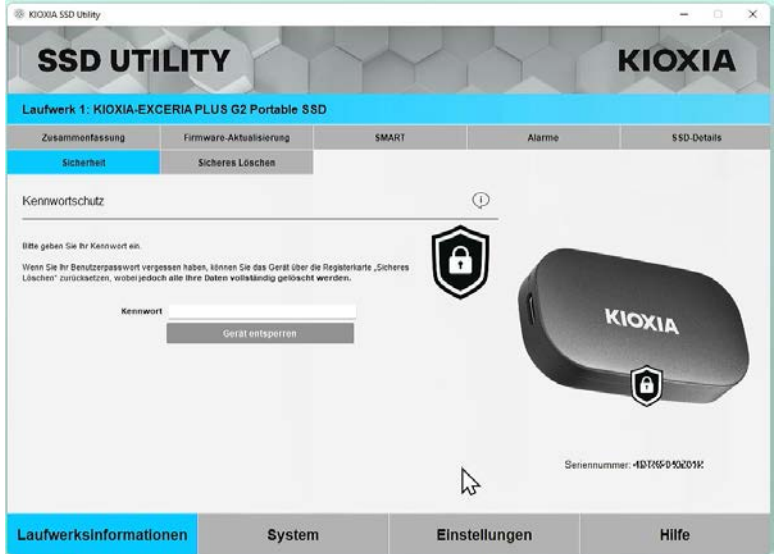 KIOXIA SSD Utility
SSD UTILITY
KIOXIA
Laufwerk 1: KIOXIA-EXCERIA PLUS G2 Portable SSD
Zusammenfassung
Firmware-Aktualisierung
SMART
Alarme
SSD-Details
Sicherheit
Sicheres Löschen
Kennwortschutz
Bitte geben Sie Ihr Kennwort ein.
Wenn Sie Ihr Benutzerpasswort vergessen haben, können Sie das Gerät über die Registerkarte „Sicheres
Löschen“ zurücksetzen, wobei jedoch alle Ihre Daten vollständig gelöscht werden.
Kennwort
Gerät entsperren
KIOXIA
Seriennummer:
Laufwerksinformationen
System
Einstellungen
Hilfe